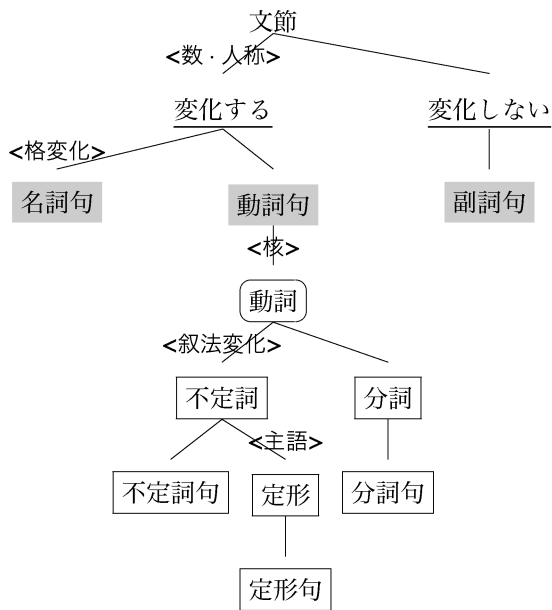 文節
<数・人称>
変化する
変化しない
<格変化>
名詞句
動詞句
副詞句
<核>
動詞
<叙法変化>
不定詞
分詞
<主語>
不定詞句
定形
分詞句
定形句